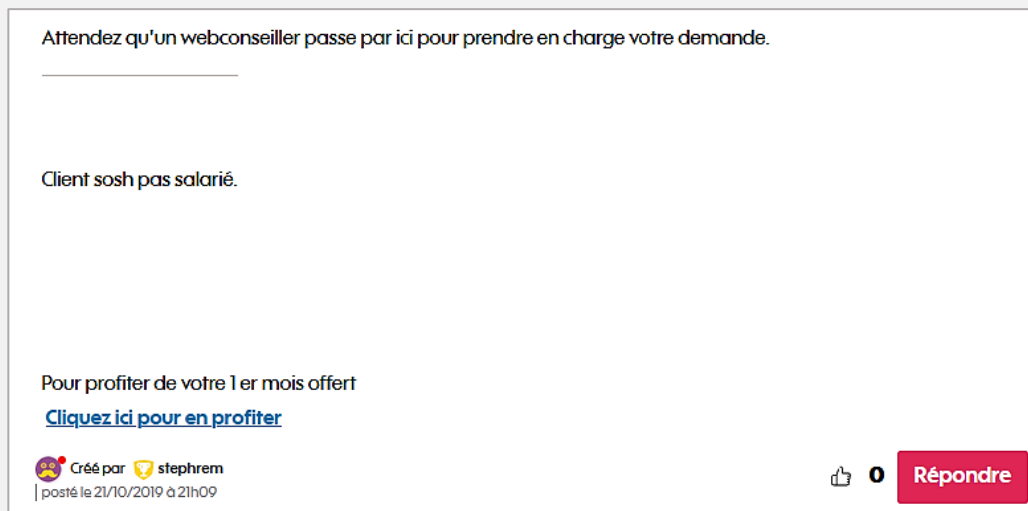 Attendez qu'un webconseiller passe par ici pour prendre en charge votre demande.
Client sosh pas salarié.
Pour profiter de votre 1 er mois offert
Cliquez ici pour en profiter
Créé par stephrem
posté le 21/10/2019 à 21h09
0 Répondre